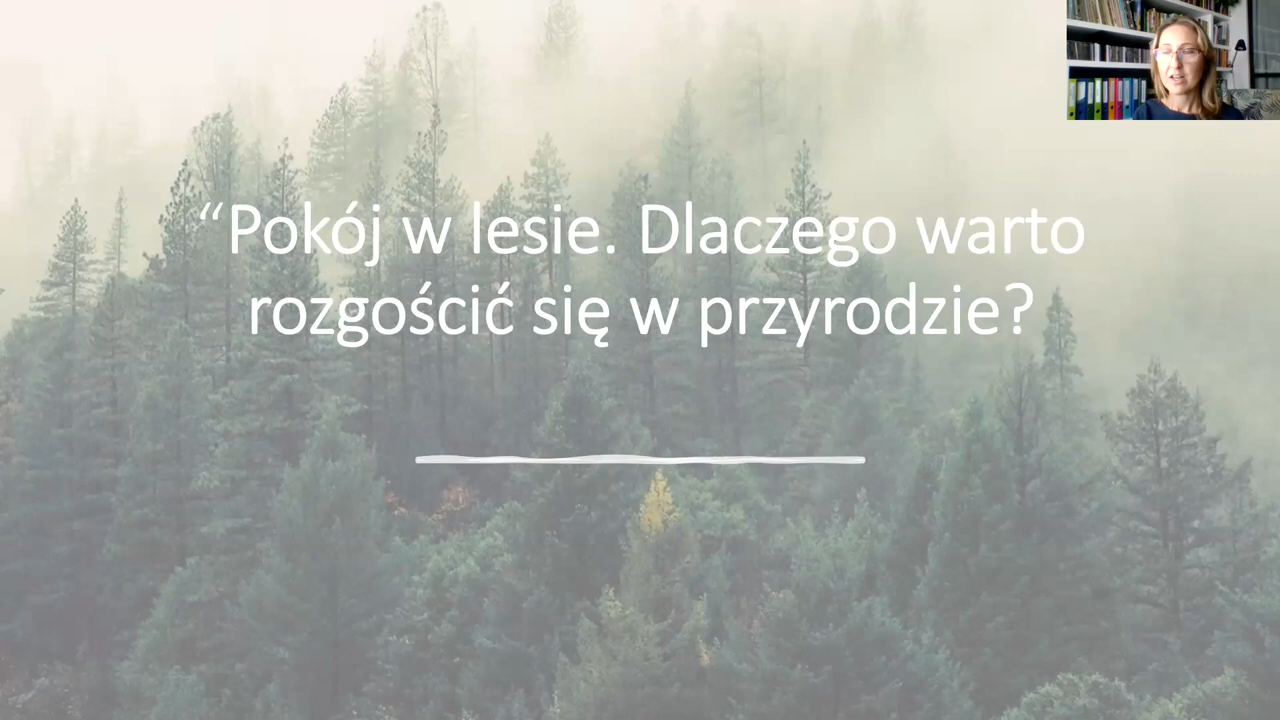 “Pokój w lesie. Dlaczego warto
rozgościć się w przyrodzie?